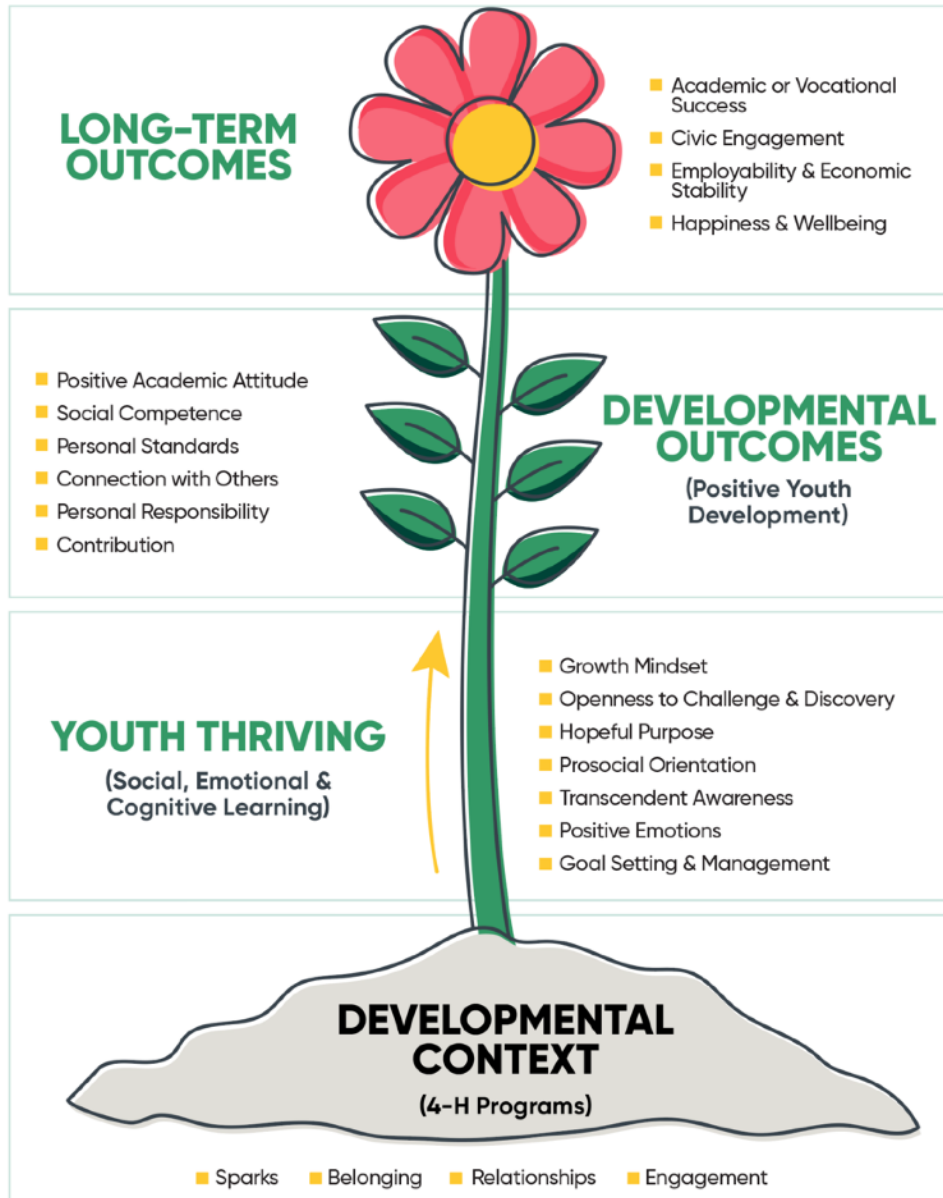 LONG-TERM
OUTCOMES
Academic or Vocational
Success
Civic Engagement
Employability & Economic
Stability
Happiness & Wellbeing
Positive Academic Attitude
Social Competence
Personal Standards
Connection with Others
Personal Responsibility
Contribution
DEVELOPMENTAL
OUTCOMES
(Positive Youth
Development)
YOUTH THRIVING
(Social, Emotional &
Cognitive Learning)
Growth Mindset
Openness to Challenge & Discovery
Hopeful Purpose
Prosocial Orientation
Transcendent Awareness
Positive Emotions
Goal Setting & Management
DEVELOPMENTAL
CONTEXT
(4-H Programs)
Sparks Belonging Relationships Engagement